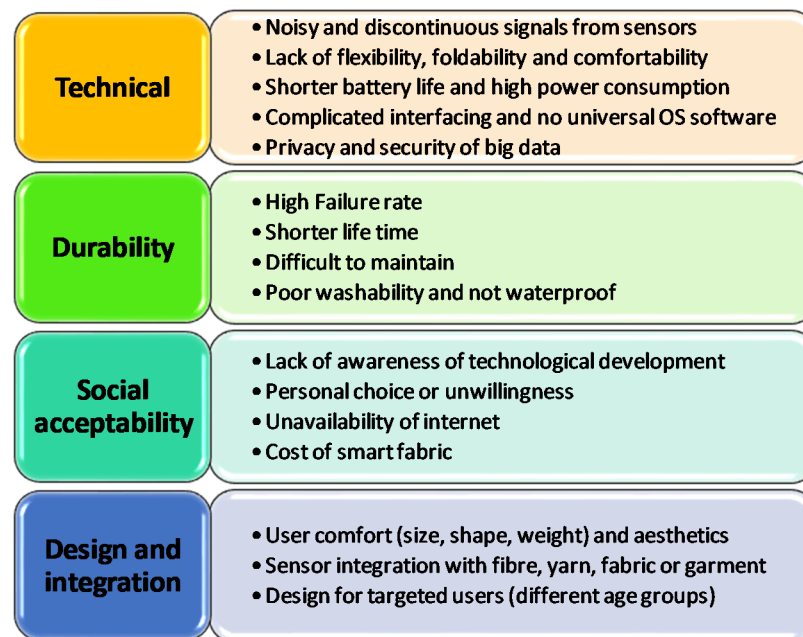 Technical
• Noisy and discontinuous signals from sensors
• Lack of flexibility, foldability and comfortability
• Shorter battery life and high power consumption
• Complicated interfacing and no universal OS software
• Privacy and security of big data
Durability
• High Failure rate
• Shorter life time
• Difficult to maintain
• Poor washability and not waterproof
Social
acceptability
• Lack of awareness of technological development
• Personal choice or unwillingness
• Unavailability of internet
• Cost of smart fabric
Design and
integration
• User comfort (size, shape, weight) and aesthetics
• Sensor integration with fibre, yarn, fabric or garment
• Design for targeted users (different age groups)